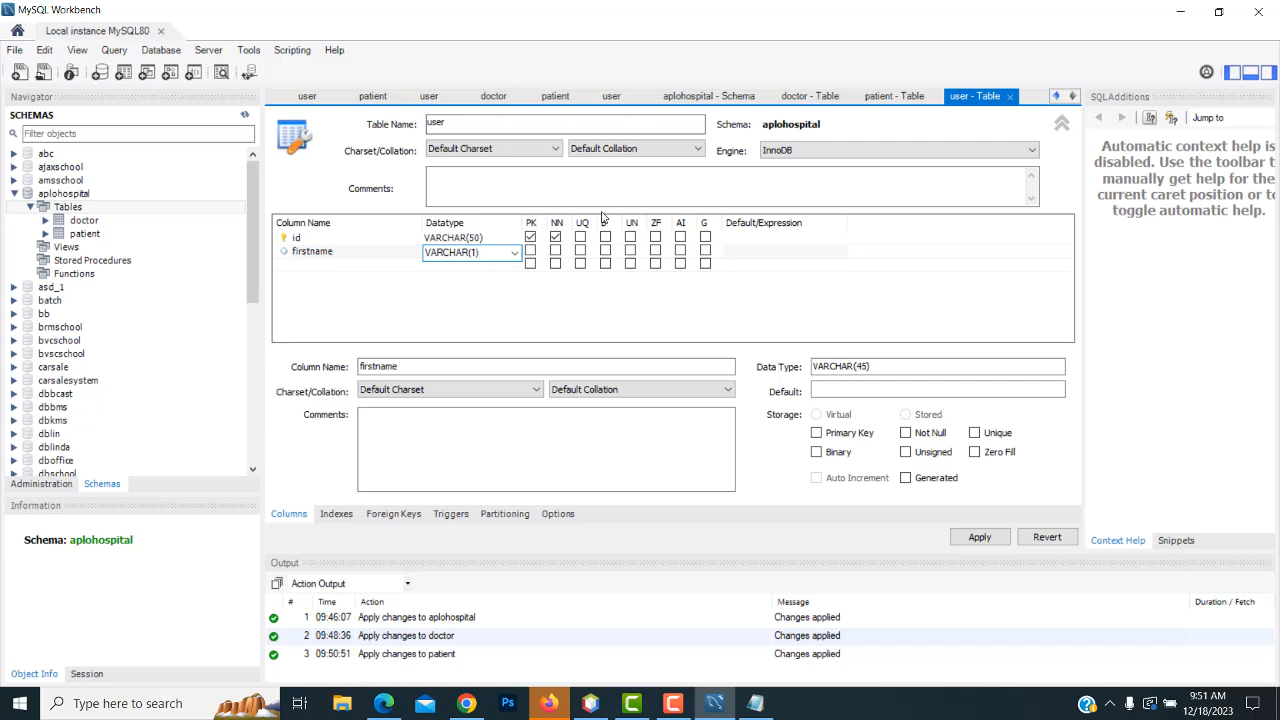 MySQL Workbench
Local instance MySQL80
File Edit View Query Database Server Tools Scripting Help
Navigator
SCHEMAS
Filter objects
abc
ajaxschool
amsschool
aplohospital
Tables
doctor
patient
Views
Stored Procedures
Functions
asd_1
batch
bb
brmschool
bvcschool
bvscschool
carsale
carsalesystem
dbbcast
dbbms
dbkms
dblin
dblinda
dboffice
dbschool
Administration Schemas
Information
Schema: aplohospital
Object Info Session
user patient user doctor patient user aplohospital - Schema doctor - Table patient - Table user - Table
Table Name: user Schema: aplohospital
Charset/Collation: Default Charset Default Collation Engine: InnoDB
Comments:
Column Name Datatype PK NN UQ B UN ZF AI G Default/Expression
id VARCHAR(50)
firstname VARCHAR(1)
Column Name: firstname Data Type: VARCHAR(45)
Charset/Collation: Default Charset Default Collation Default:
Comments: Storage: Virtual Stored
Primary Key Not Null Unique
Binary Unsigned Zero Fill
Auto Increment Generated
Columns Indexes Foreign Keys Triggers Partitioning Options
Apply Revert
Output
Action Output
# Time Action Message Duration / Fetch
1 09:46:07 Apply changes to aplohospital Changes applied
2 09:48:36 Apply changes to doctor Changes applied
3 09:50:51 Apply changes to patient Changes applied
SQLAdditions
Jump to
Automatic context help is
disabled. Use the toolbar t
manually get help for the
current caret position or to
toggle automatic help.
Context Help Snippets
Type here to search
Ps
9:51 AM
12/18/2023